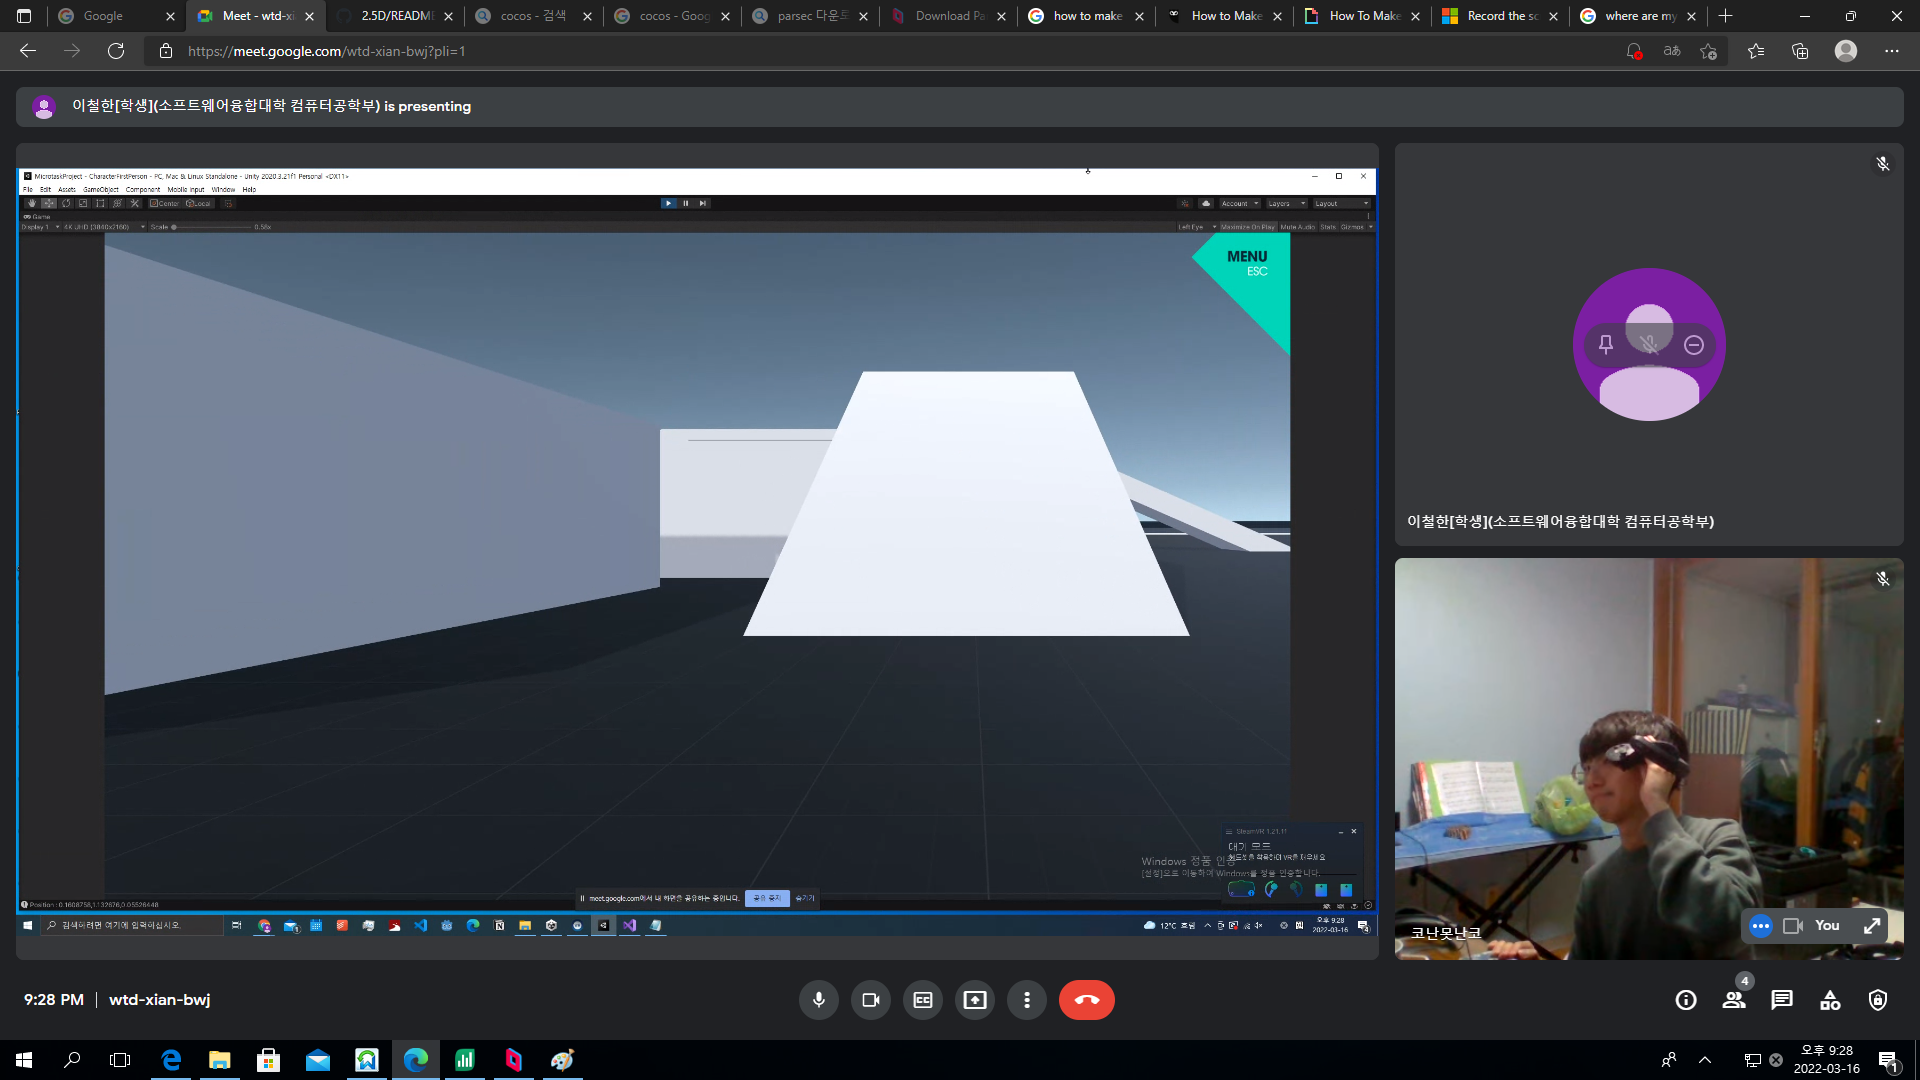 Google
Meet - wtd-xi
2.5D/READM
cocos - 검색
cocos - Goog
parsec 다운로
Download Pa
how to make
How to Make
How To Make
Record the sc
where are my
https://meet.google.com/wtd-xian-bwj?pli=1
이철한[학생](소프트웨어융합대학 컴퓨터공학부) is presenting
MicrotaskProject - CharacterFirstPerson - PC, Mac & Linux Standalone - Unity 2020.3.21f1 Personal <DX11>
File Edit Assets GameObject Component Mobile Input Window Help
Center Local
Account Layers Layout
Game
Display 1 4K UHD (3840x2160) Scale 0.58x
Left Eye Maximize On Play Mute Audio Stats Gizmos
MENU
ESC
SteamVR 1.21.11
대기 모드
Windows 정품 인증
[설정]으로 이동하여 Windows를 정품 인증합니다.
meet.google.com에서 내 화면을 공유하는 중입니다. 공유 중지 숨기기
Position : 0.1608758,1.132676,0.05526448
검색하려면 여기에 입력하십시오.
12°C 흐림
오후 9:28
2022-03-16
이철한[학생](소프트웨어융합대학 컴퓨터공학부)
코난못난코
You
9:28 PM | wtd-xian-bwj
CC
4
오후 9:28
2022-03-16
1